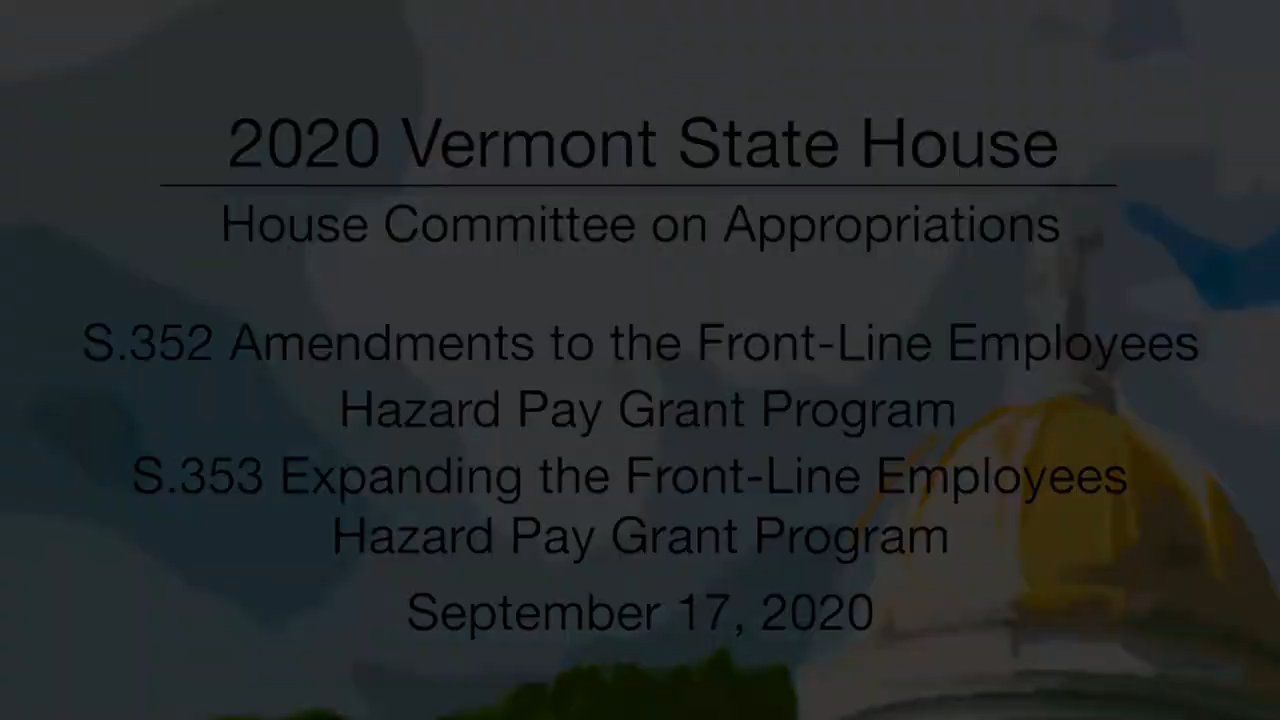 2020 Vermont State House
House Committee on Appropriations
S.352 Amendments to the Front-Line Employees
Hazard Pay Grant Program
S.353 Expanding the Front-Line Employees
Hazard Pay Grant Program
September 17, 2020